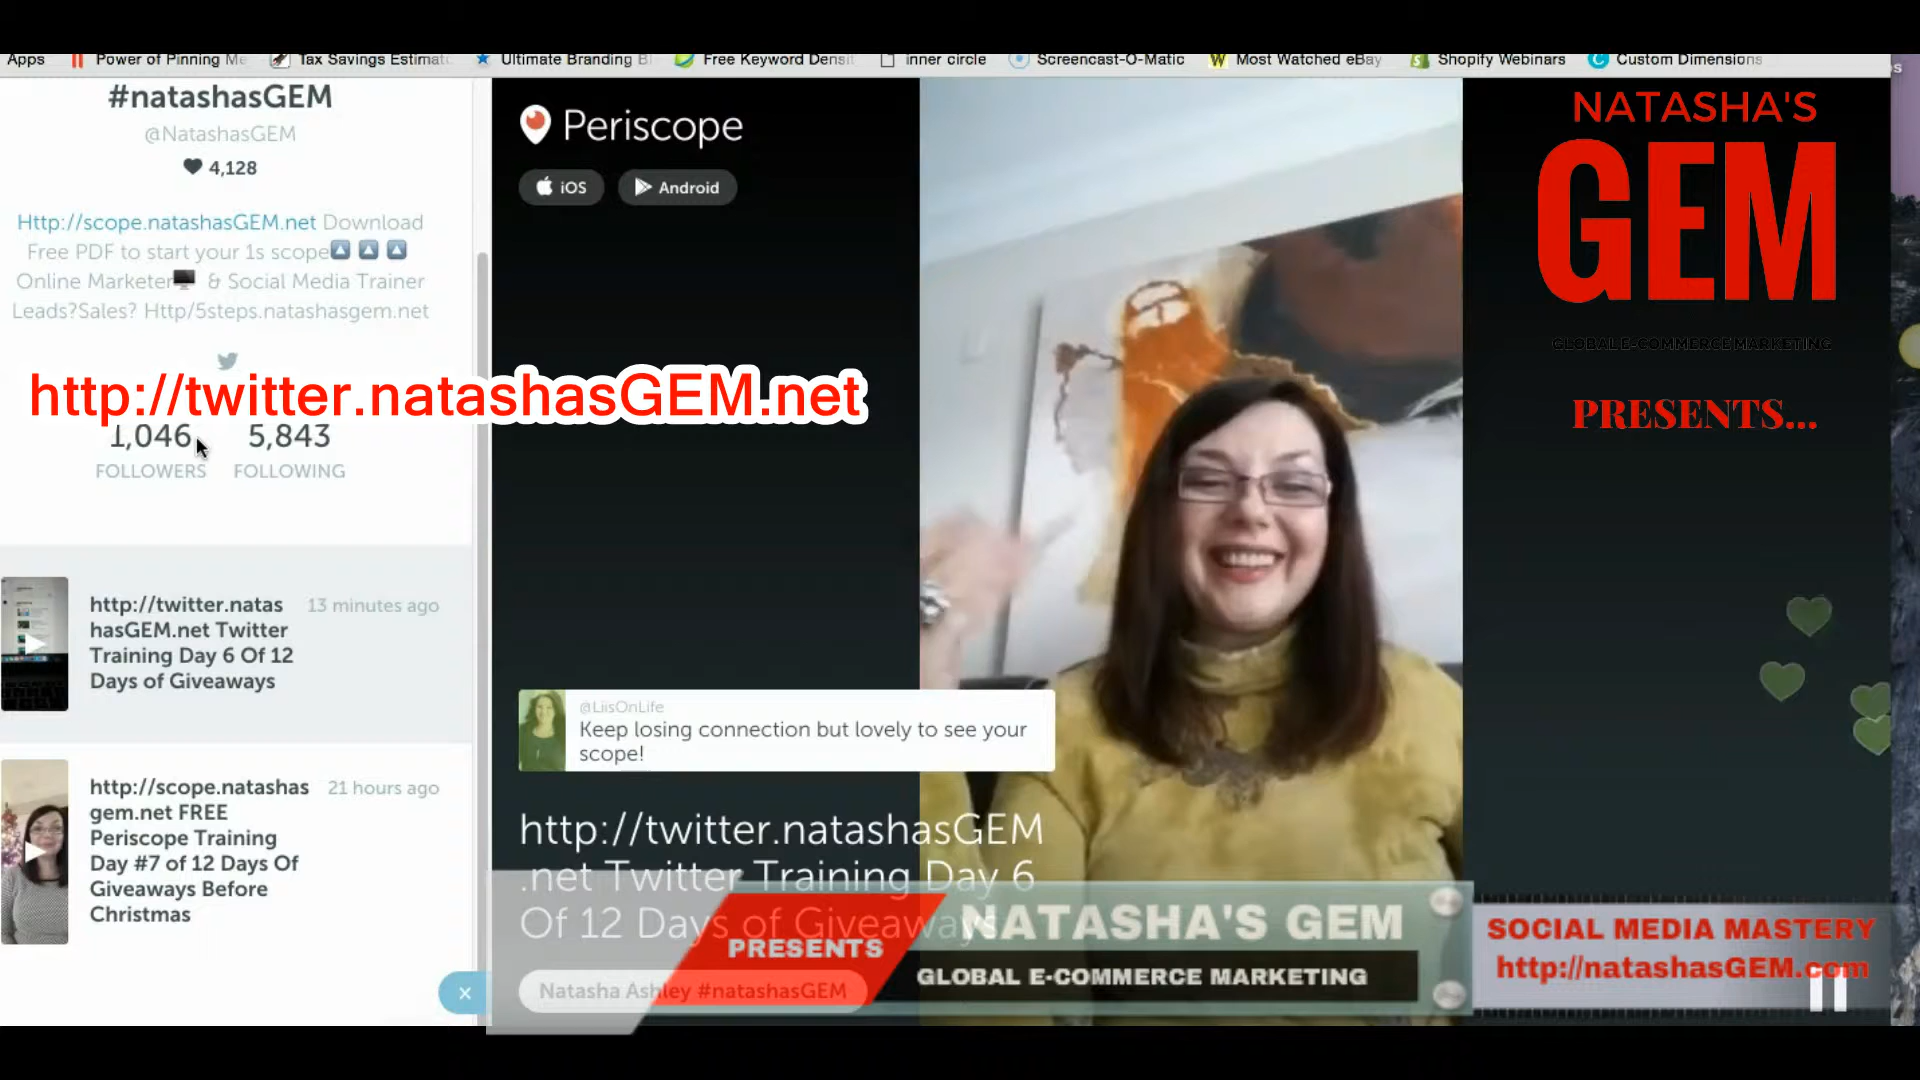 Apps Power of Pinning Me Tax Savings Estimat Ultimate Branding B Free Keyword Densit inner circle Screencast-O-Matic Most Watched eBay Shopify Webinars Custom Dimensions
#natashasGEM
@NatashasGEM
4,128
Http://scope.natashasGEM.net Download
Free PDF to start your 1s scope
Online Marketer & Social Media Trainer
Leads?Sales? Http/5steps.natashasgem.net
http://twitter.natashasGEM.net
1,046 5,843
FOLLOWERS FOLLOWING
http://twitter.natas 13 minutes ago
hasGEM.net Twitter
Training Day 6 Of 12
Days of Giveaways
http://scope.natashas 21 hours ago
gem.net FREE
Periscope Training
Day #7 of 12 Days Of
Giveaways Before
Christmas
Periscope
iOS Android
@LiisOnLife
Keep losing connection but lovely to see your
scope!
http://twitter.natashasGEM
.net Twitter Training Day 6
Of 12 Days of Giveaways
Natasha Ashley #natashasGEM
PRESENTS
NATASHA'S GEM
GLOBAL E-COMMERCE MARKETING
NATASHA'S
GEM
GLOBAL E-COMMERCE MARKETING
PRESENTS...
SOCIAL MEDIA MASTERY
http://natashasGEM.com